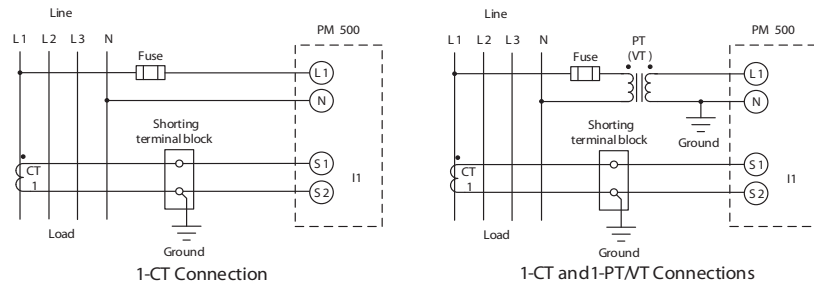 Line
L1 L2 L3 N
Fuse
PM 500
L1
N
Shorting
terminal block
CT
1
S1
S2
I1
Load
Ground
1-CT Connection
Line
L1 L2 L3 N
Fuse
PT
(VT)
PM 500
L1
N
Ground
Shorting
terminal block
CT
1
S1
S2
I1
Load
Ground
1-CT and 1-PT/VT Connections